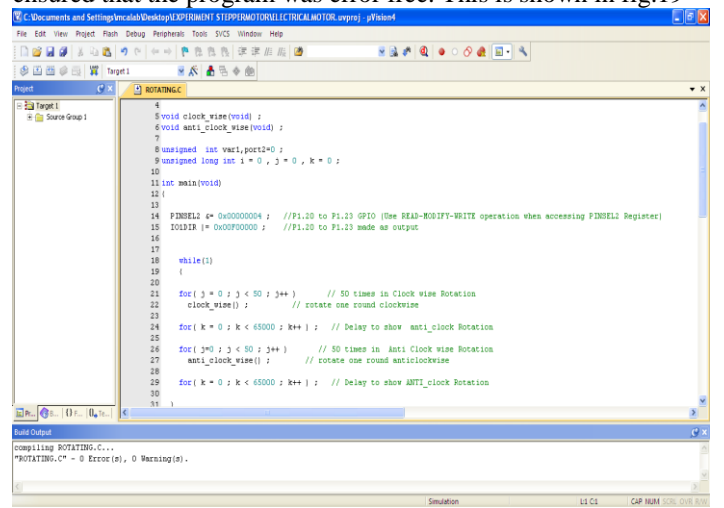 ensured that the program was error free. This is shown in fig.19
C:\Documents and Settings\mcalab\Desktop\EXPERIMENT STEPPERMOTOR\ELECTRICALMOTOR.uvproj - µVision4
File Edit View Project Flash Debug Peripherals Tools SVCS Window Help
Target 1
Project
ROTATING.C
Target 1
Source Group 1
4
5 void clock_wise(void) ;
6 void anti_clock_wise(void) ;
7
8 unsigned int var1,port2=0 ;
9 unsigned long int i = 0 , j = 0 , k = 0 ;
10
11 int main(void)
12 {
13
14 PINSEL2 &= 0x00000004 ; //P1.20 to P1.23 GPIO (Use READ-MODIFY-WRITE operation when accessing PINSEL2 Register)
15 IO1DIR |= 0x00F00000 ; //P1.20 to P1.23 made as output
16
17
18 while(1)
19 {
20
21 for( j = 0 ; j < 50 ; j++ ) // 50 times in Clock wise Rotation
22 clock_wise() ; // rotate one round clockwise
23
24 for( k = 0 ; k < 65000 ; k++ ) ; // Delay to show anti_clock Rotation
25
26 for( j=0 ; j < 50 ; j++ ) // 50 times in Anti Clock wise Rotation
27 anti_clock_wise() ; // rotate one round anticlockwise
28
29 for( k = 0 ; k < 65000 ; k++ ) ; // Delay to show ANTI_clock Rotation
30
31 }
Pr... {} F... 0. Te...
Build Output
compiling ROTATING.C...
"ROTATING.C" - 0 Error(s), 0 Warning(s).
Simulation L:1 C:1 CAP NUM SCRL OVR R/W